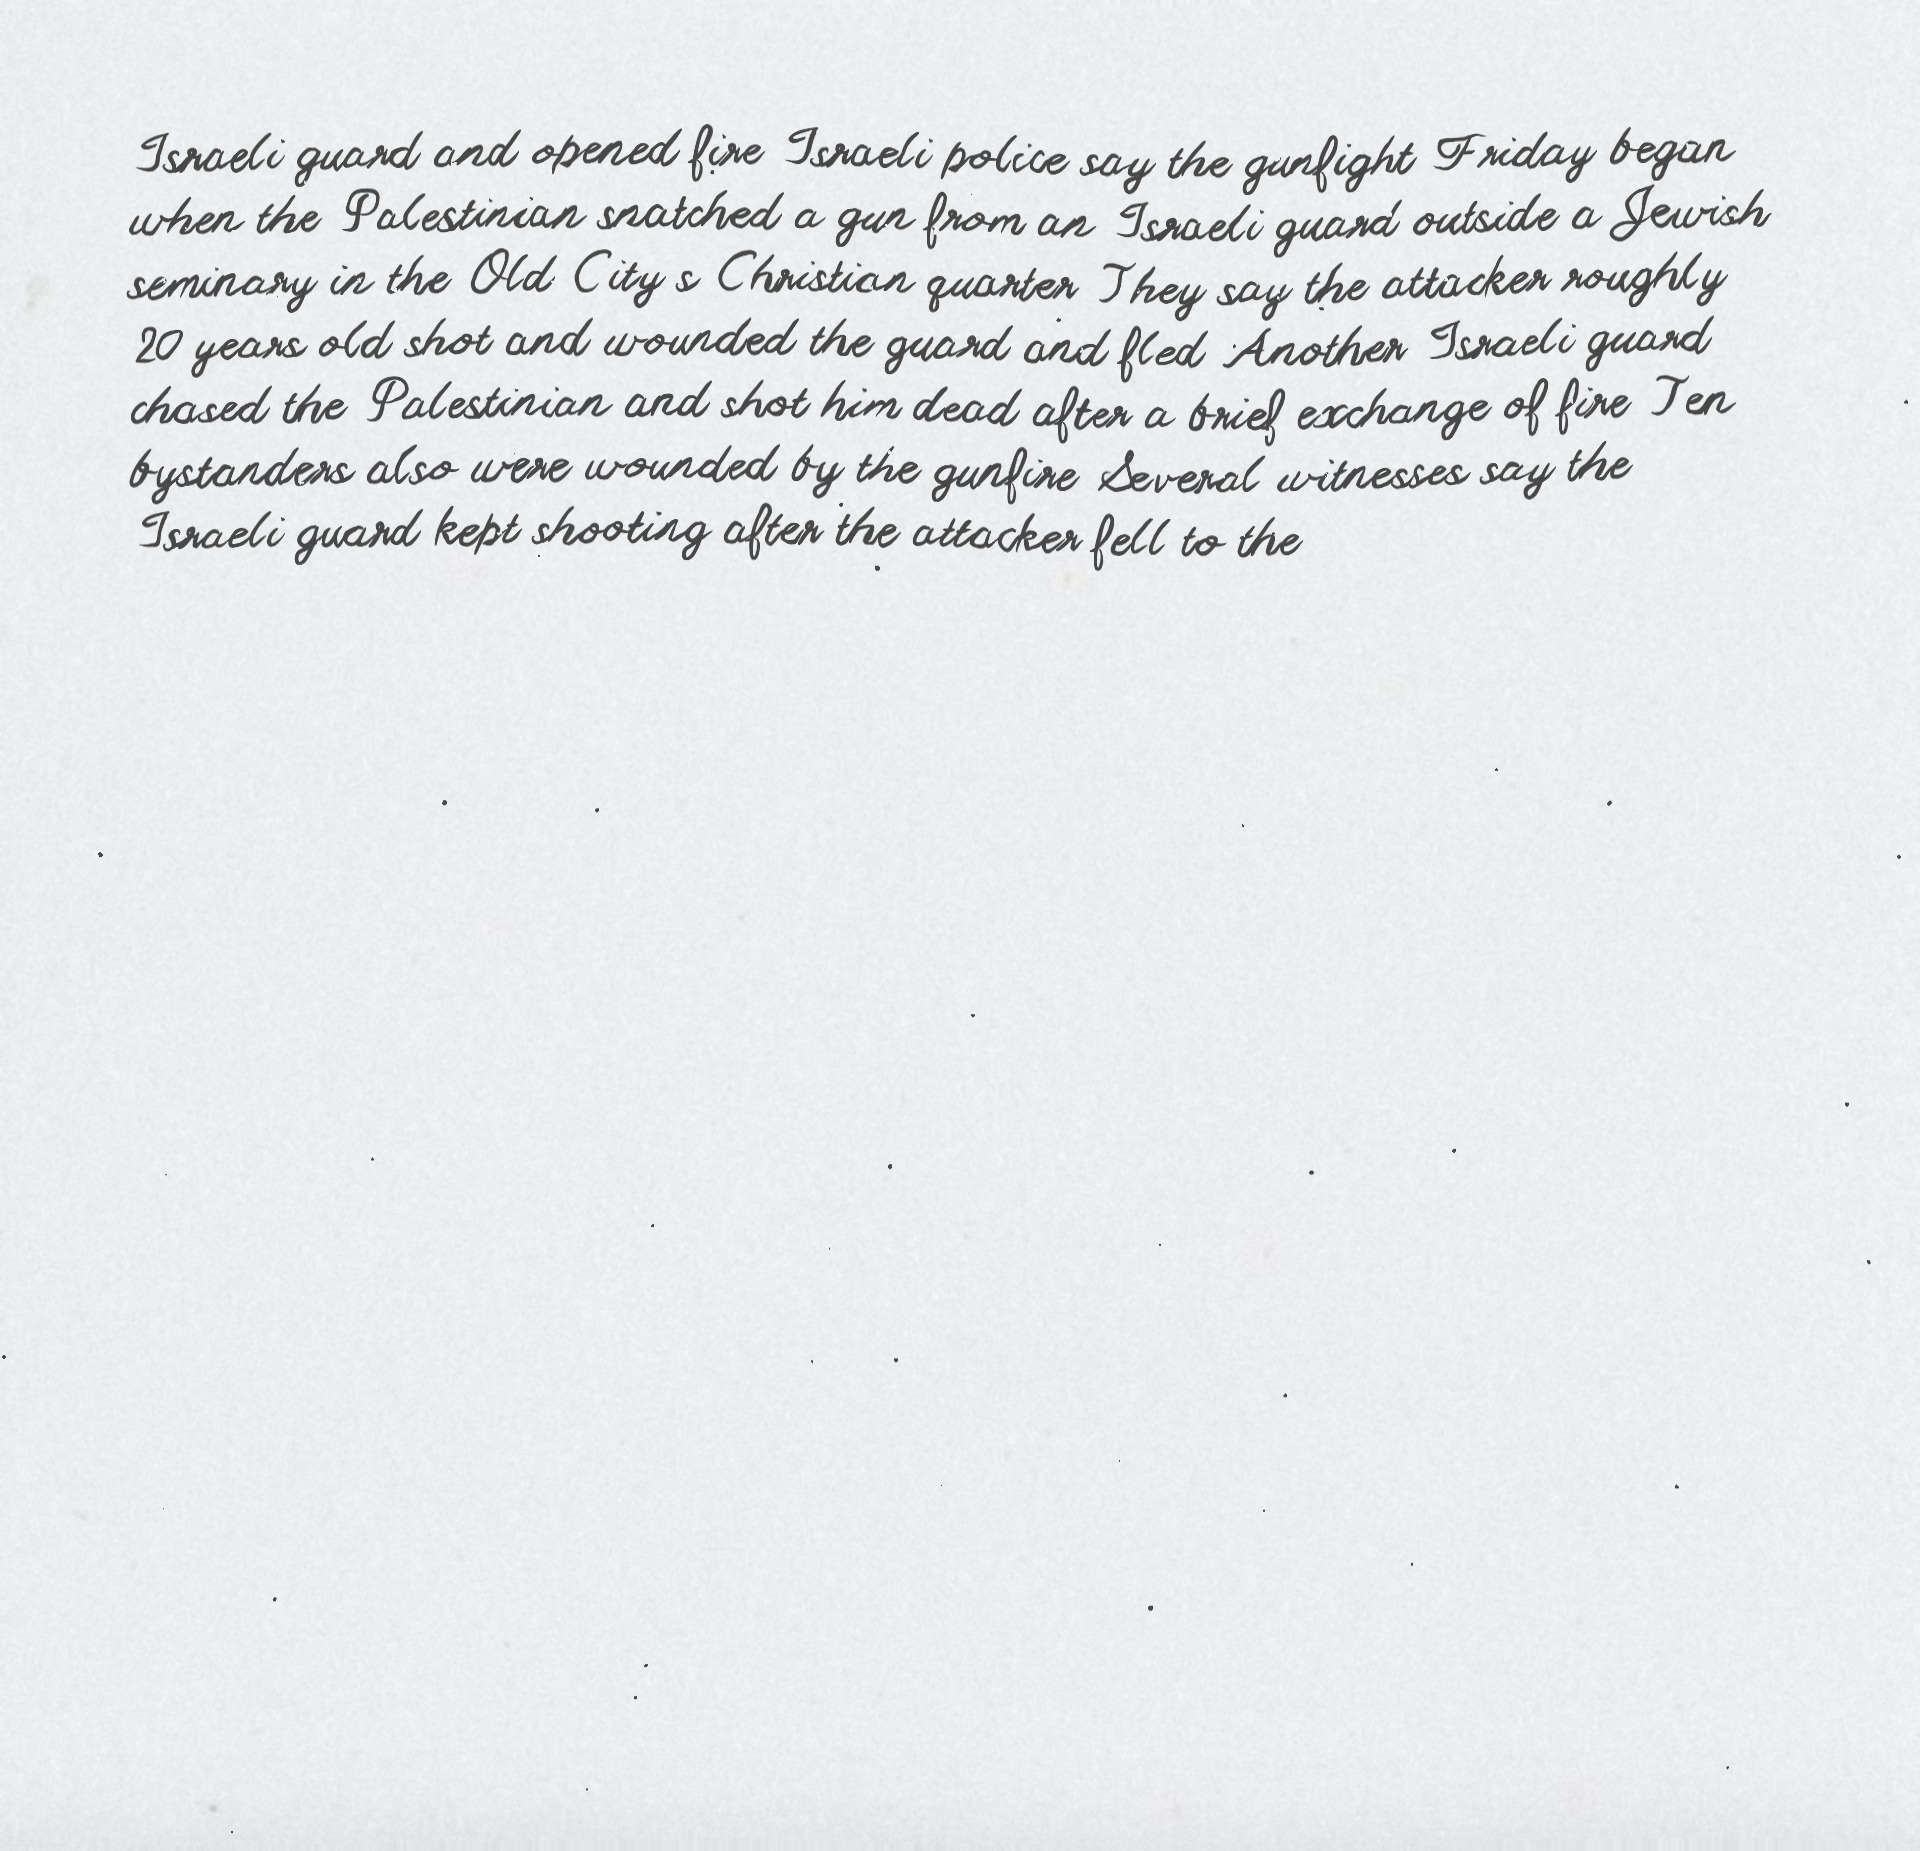 Israeli guard and opened fire Israeli police say the gunfight Friday began
when the Palestinian snatched a gun from an Israeli guard outside a Jewish
seminary in the Old City s Christian quarter They say the attacker roughly
20 years old shot and wounded the guard and fled Another Israeli guard
chased the Palestinian and shot him dead after a brief exchange of fire Ten
bystanders also were wounded by the gunfire Several witnesses say the
Israeli guard kept shooting after the attacker fell to the